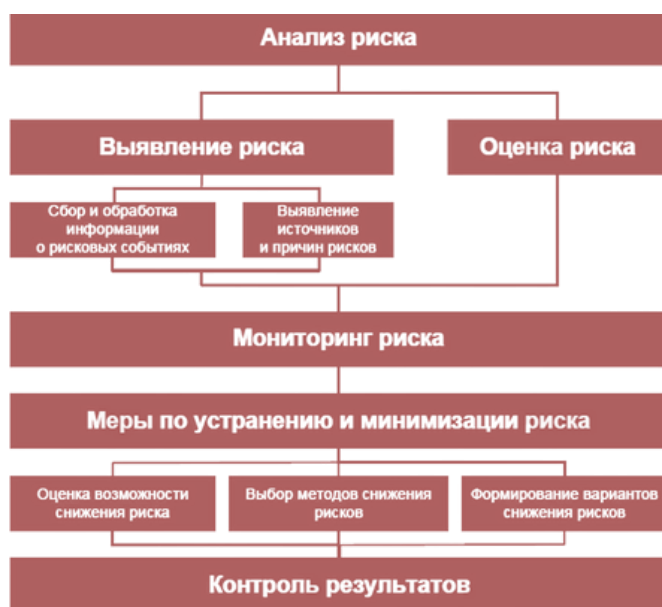 Анализ риска
Выявление риска
Оценка риска
Сбор и обработка
информации
о рисковых событиях
Выявление
источников
и причин рисков
Мониторинг риска
Меры по устранению и минимизации риска
Оценка возможности
снижения риска
Выбор методов снижения
рисков
Формирование вариантов
снижения рисков
Контроль результатов